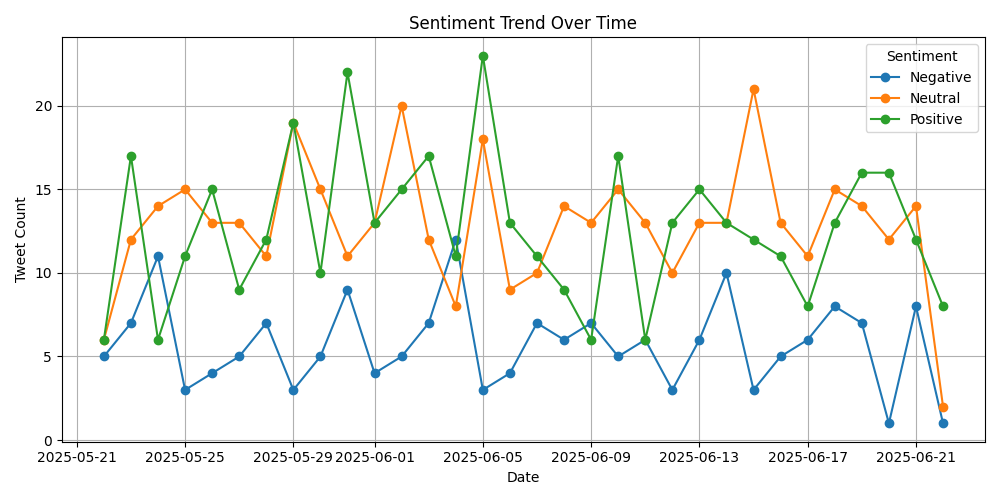 Sentiment Trend Over Time
Sentiment
Negative
Neutral
Positive
Tweet Count
20
15
10
5
0
2025-05-21 2025-05-25 2025-05-29 2025-06-01 2025-06-05 2025-06-09 2025-06-13 2025-06-17 2025-06-21
Date